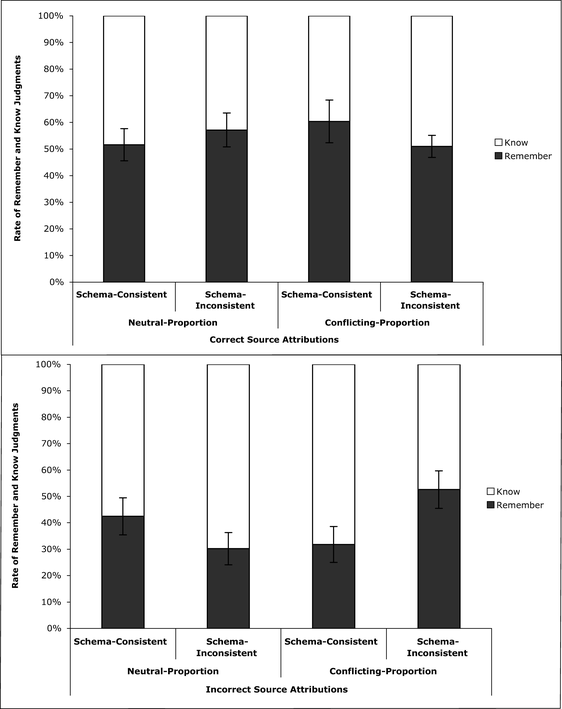 100%
90%
80%
70%
60%
50%
40%
30%
20%
10%
0%
Rate of Remember and Know Judgments
Know
Remember
Schema-Consistent
Schema-
Inconsistent
Schema-Consistent
Schema-
Inconsistent
Neutral-Proportion
Conflicting-Proportion
Correct Source Attributions
100%
90%
80%
70%
60%
50%
40%
30%
20%
10%
0%
Rate of Remember and Know Judgments
Know
Remember
Schema-Consistent
Schema-
Inconsistent
Schema-Consistent
Schema-
Inconsistent
Neutral-Proportion
Conflicting-Proportion
Incorrect Source Attributions